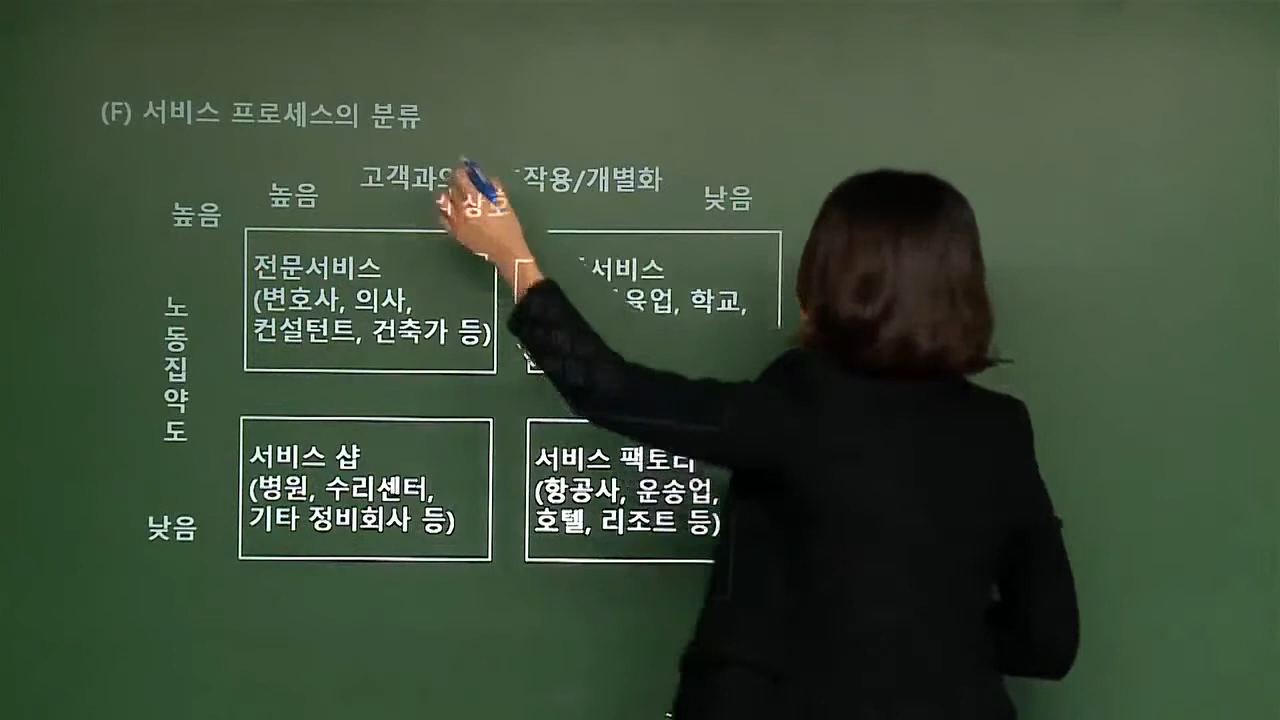 (F) 서비스 프로세스의 분류
고객과의 상호작용/개별화
높음
낮음
높음
노동집약도
낮음
전문서비스
(변호사, 의사,
컨설턴트, 건축가 등)
서비스
육업, 학교,
서비스 샵
(병원, 수리센터,
기타 정비회사 등)
서비스 팩토리
(항공사, 운송업,
호텔, 리조트 등)